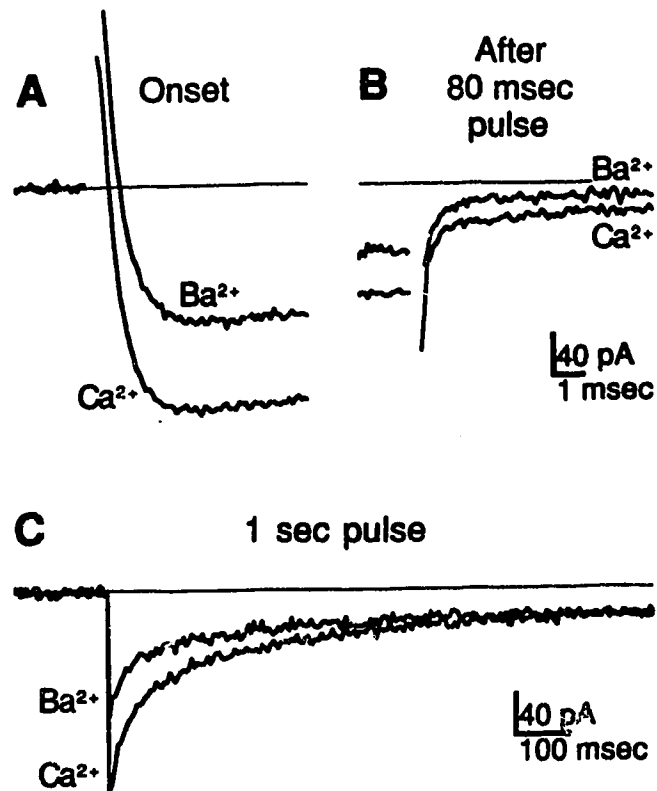 A
Onset
Ba²⁺
Ca²⁺
B
After
80 msec
pulse
Ba²⁺
Ca²⁺
40 pA
1 msec
C
1 sec pulse
Ba²⁺
Ca²⁺
40 pA
100 msec